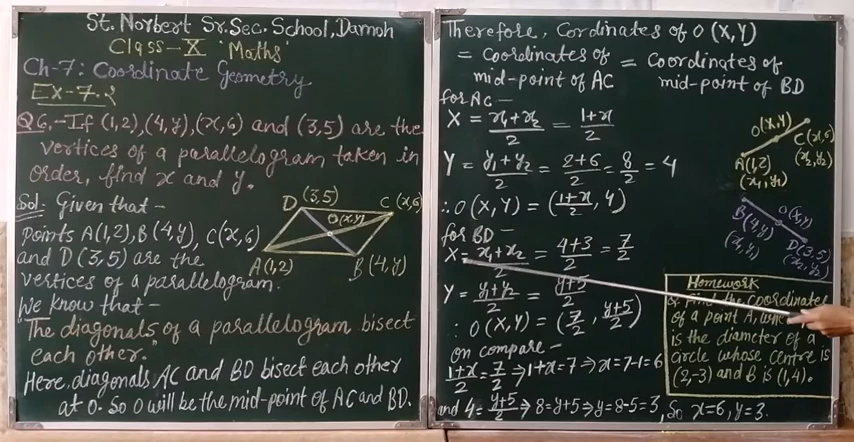 St. Norbert Sr. Sec. School, Damoh
Class-X 'Maths'
Ch-7: Coordinate Geometry
Ex-7.2
Q6.-If (1,2),(4,y),(x,6) and (3,5) are the
vertices of a parallelogram taken in
order, find x and y.
Sol- Given that-
points A(1,2), B(4,y), C(x,6)
and D(3,5) are the
vertices of a parallelogram.
We know that-
"The diagonals of a parallelogram bisect
each other."
Here, diagonals AC and BD bisect each other
at O. So O will be the mid-point of AC and BD.
D (3,5)
C (x,6)
O(X,Y)
A(1,2)
B(4,y)
Therefore, Cordinates of O (X,Y)
= Coordinates of mid-point of AC = Coordinates of mid-point of BD
for AC-
X = x₁+x₂/2 = 1+x/2
Y = y₁+y₂/2 = 2+6/2 = 8/2 = 4
∴ O(X,Y) = (1+x/2, 4)
for BD-
X = x₁+x₂/2 = 4+3/2 = 7/2
Y = y₁+y₂/2 = y+5/2
∴ O(X,Y) = (7/2, y+5/2)
on compare-
1+x/2 = 7/2 ⇒ 1+x=7 ⇒ x=7-1=6
and 4 = y+5/2 ⇒ 8=y+5 ⇒ y=8-5=3, So x=6, y=3.
O(X,Y)
C(x,6)
(x₂,y₂)
A(1,2)
(x₁,y₁)
B(4,y)
(x₁,y₁)
O(X,Y)
D(3,5)
(x₂,y₂)
Homework
Q. Find the coordinates
of a point A,
is the diameter of a
circle whose centre is
(2,-3) and B is (1,4).